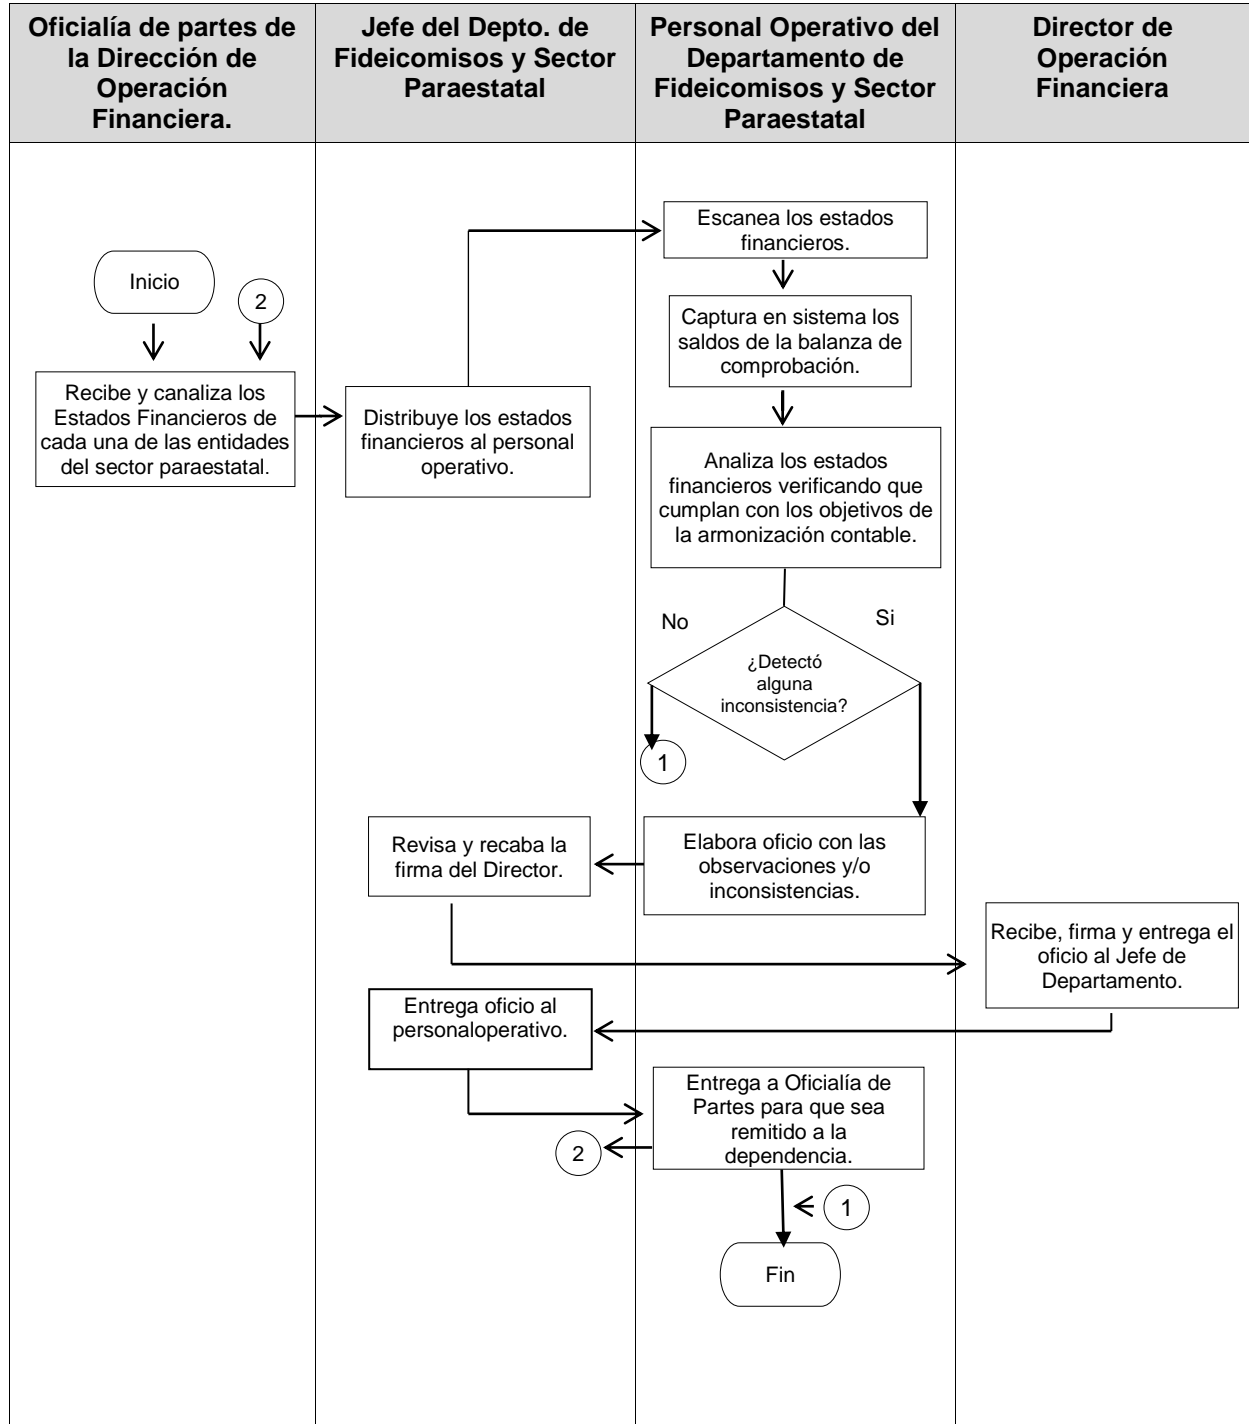 Oficialía de partes de
la Dirección de
Operación
Financiera.
Jefe del Depto. de
Fideicomisos y Sector
Paraestatal
Personal Operativo del
Departamento de
Fideicomisos y Sector
Paraestatal
Director de
Operación
Financiera
Inicio
2
Recibe y canaliza los
Estados Financieros de
cada una de las entidades
del sector paraestatal.
Distribuye los estados
financieros al personal
operativo.
Escanea los estados
financieros.
Captura en sistema los
saldos de la balanza de
comprobación.
Analiza los estados
financieros verificando que
cumplan con los objetivos de
la armonización contable.
No
Si
¿Detectó
alguna
inconsistencia?
1
Elabora oficio con las
observaciones y/o
inconsistencias.
Revisa y recaba la
firma del Director.
Recibe, firma y entrega el
oficio al Jefe de
Departamento.
Entrega oficio al
personaloperativo.
Entrega a Oficialía de
Partes para que sea
remitido a la
dependencia.
2
1
Fin